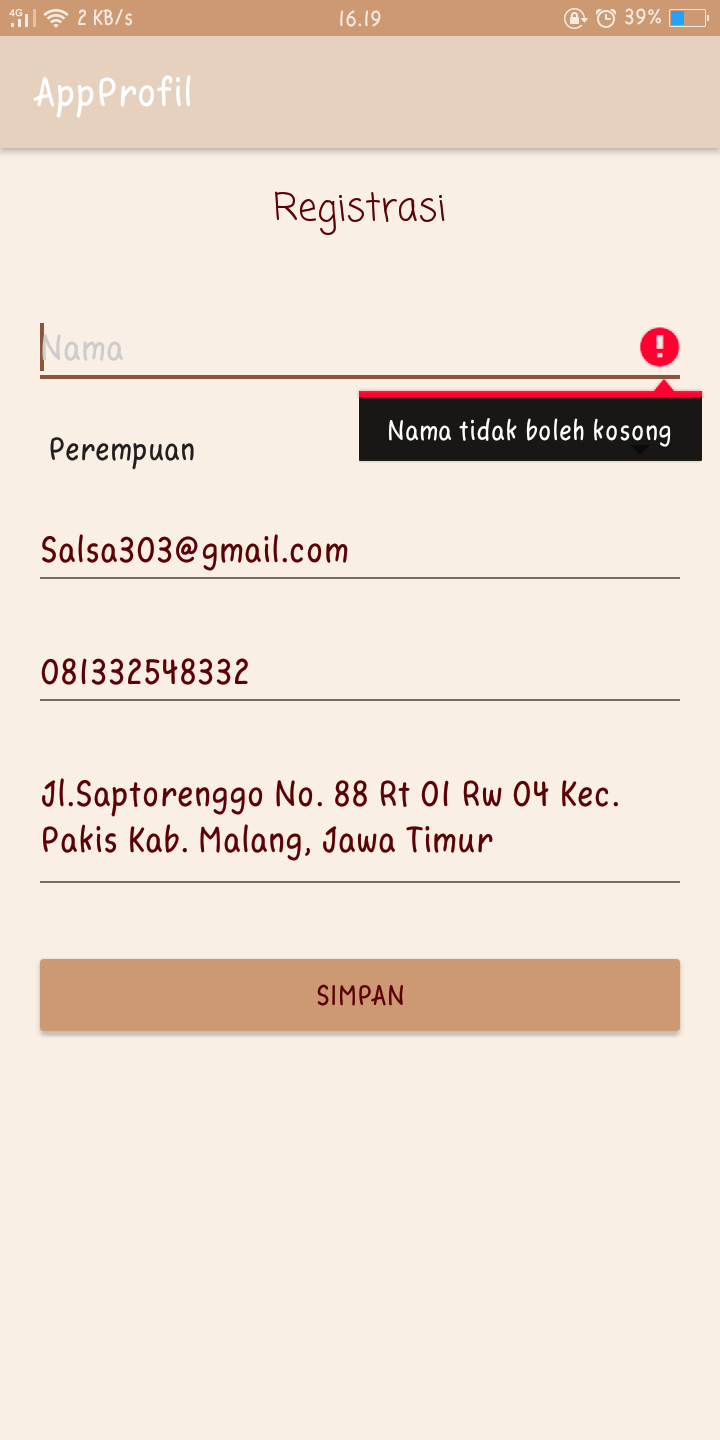 4G 2 KB/s 16.19 39%
AppProfil
Registrasi
Nama
Nama tidak boleh kosong
Perempuan
Salsa303@gmail.com
081332548332
Jl.Saptorenggo No. 88 Rt 01 Rw 04 Kec.
Pakis Kab. Malang, Jawa Timur
SIMPAN